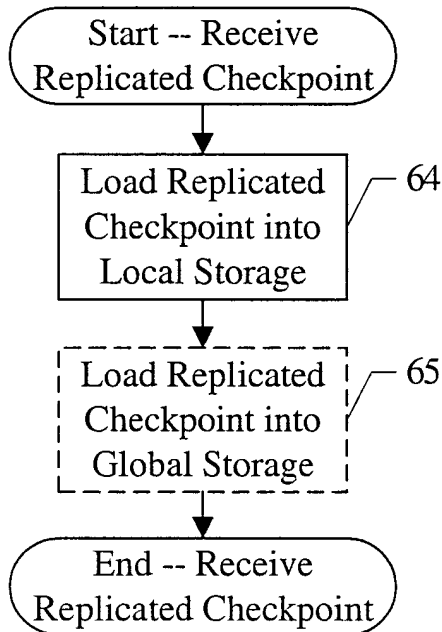 Start -- Receive
Replicated Checkpoint
Load Replicated
Checkpoint into
Local Storage
64
Load Replicated
Checkpoint into
Global Storage
65
End -- Receive
Replicated Checkpoint